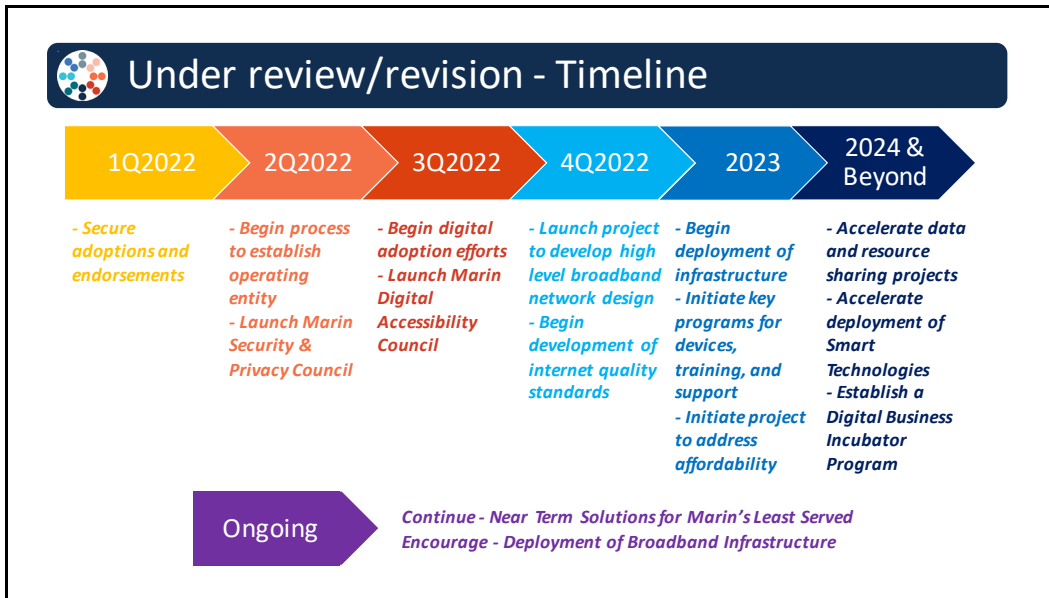 Under review/revision - Timeline
1Q2022
2Q2022
3Q2022
4Q2022
2023
2024 &
Beyond
- Secure
adoptions and
endorsements
- Begin process
to establish
operating
entity
- Launch Marin
Security &
Privacy Council
- Begin digital
adoption efforts
- Launch Marin
Digital
Accessibility
Council
- Launch project
to develop high
level broadband
network design
- Begin
development of
internet quality
standards
- Begin
deployment of
infrastructure
- Initiate key
programs for
devices,
training, and
support
- Initiate project
to address
affordability
- Accelerate data
and resource
sharing projects
- Accelerate
deployment of
Smart
Technologies
- Establish a
Digital Business
Incubator
Program
Ongoing
Continue - Near Term Solutions for Marin's Least Served
Encourage - Deployment of Broadband Infrastructure